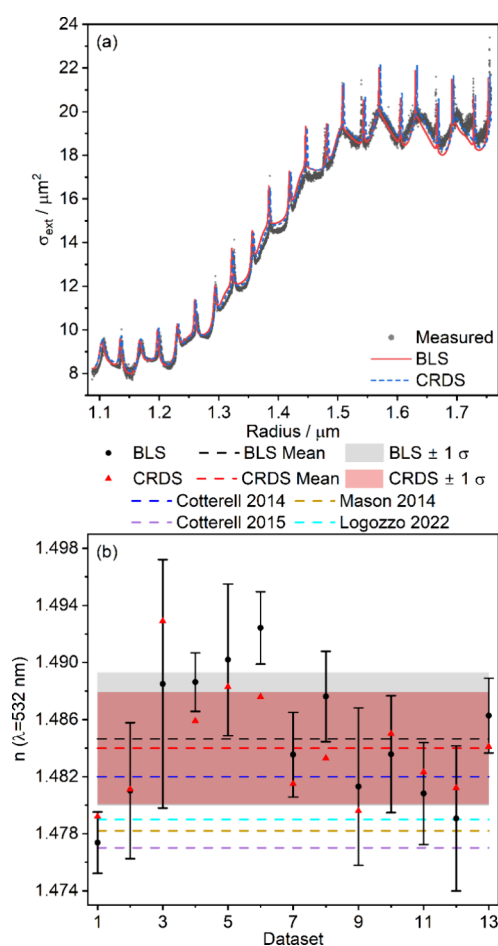 (a)
24
22
20
18
16
14
12
10
8
σext / μm²
Measured
BLS
CRDS
1.1 1.2 1.3 1.4 1.5 1.6 1.7
Radius / μm
BLS BLS Mean BLS ± 1 σ
CRDS CRDS Mean CRDS ± 1 σ
Cotterell 2014 Mason 2014
Cotterell 2015 Logozzo 2022
(b)
1.498
1.494
1.490
1.486
1.482
1.478
1.474
n (λ=532 nm)
1 3 5 7 9 11 13
Dataset